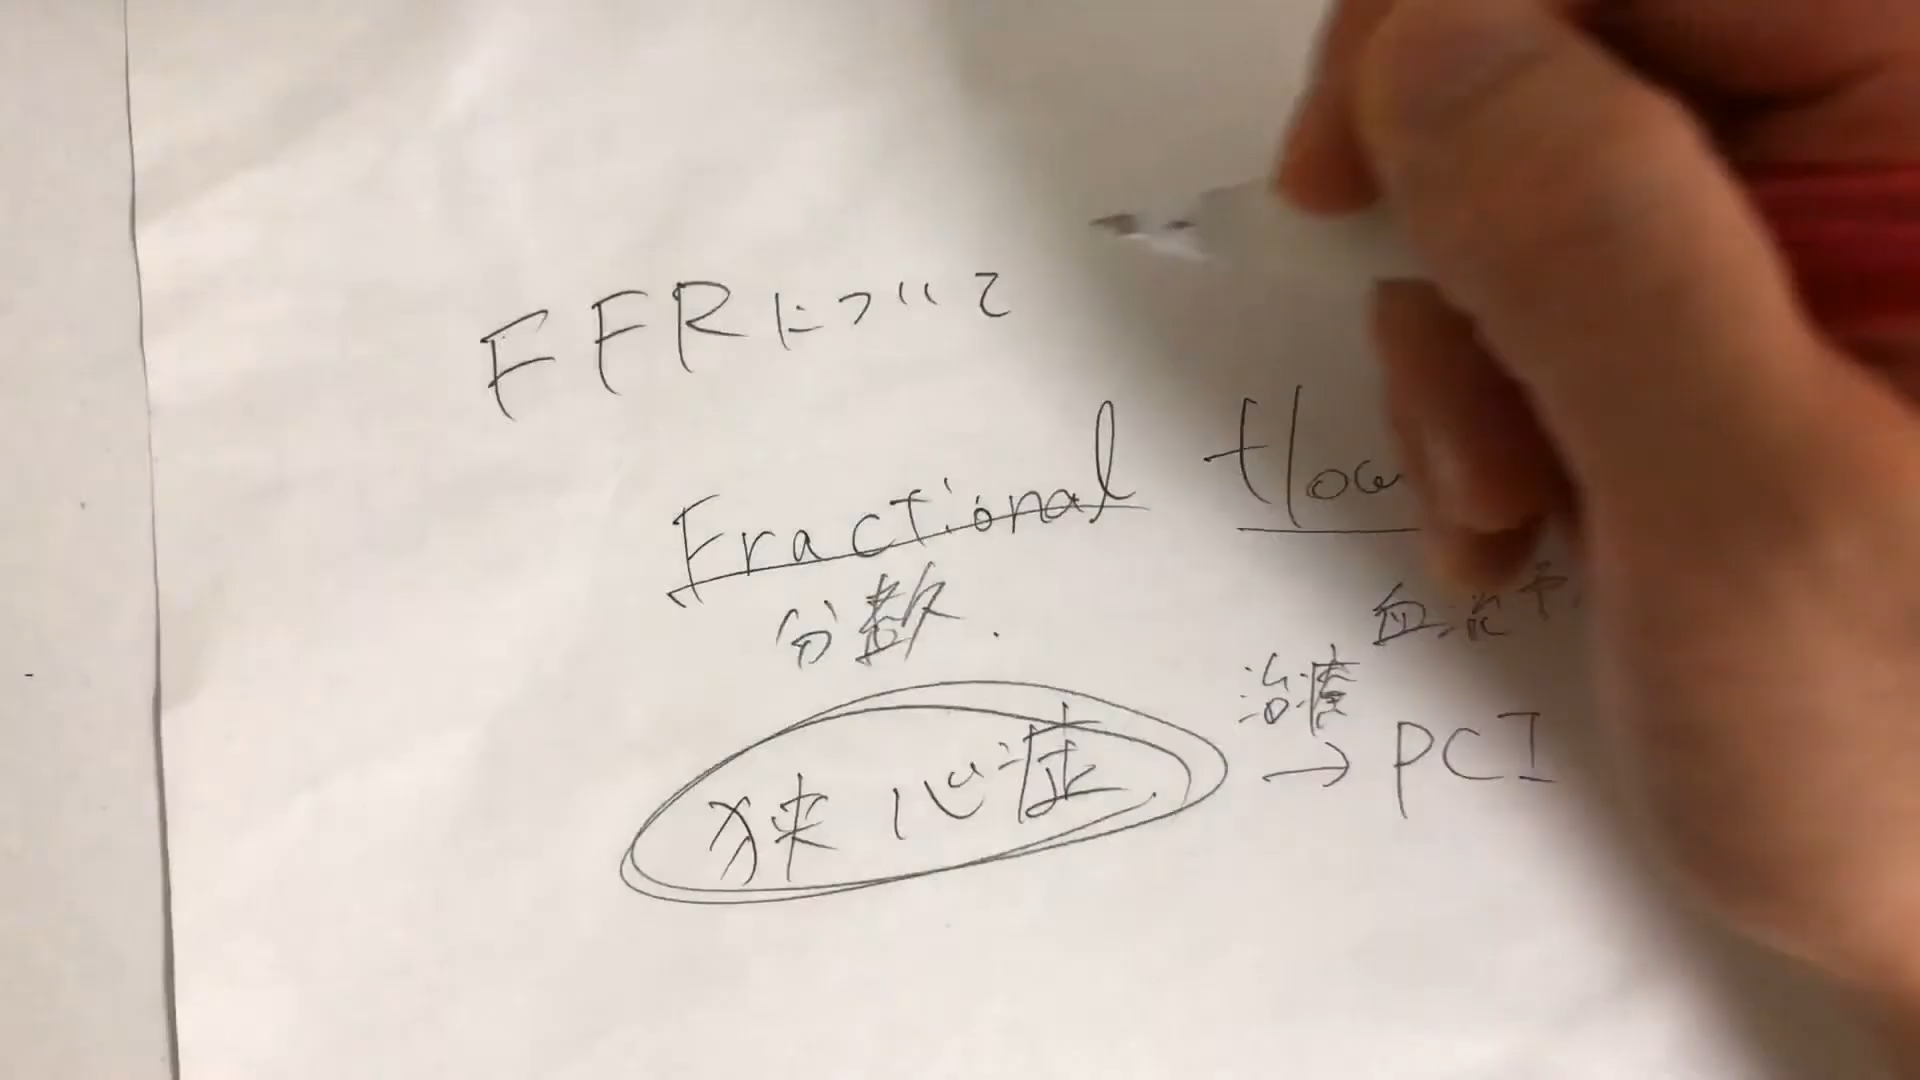 FFRについて
Fractional flow
分数.
血流予
治療
狭心症 → PCI